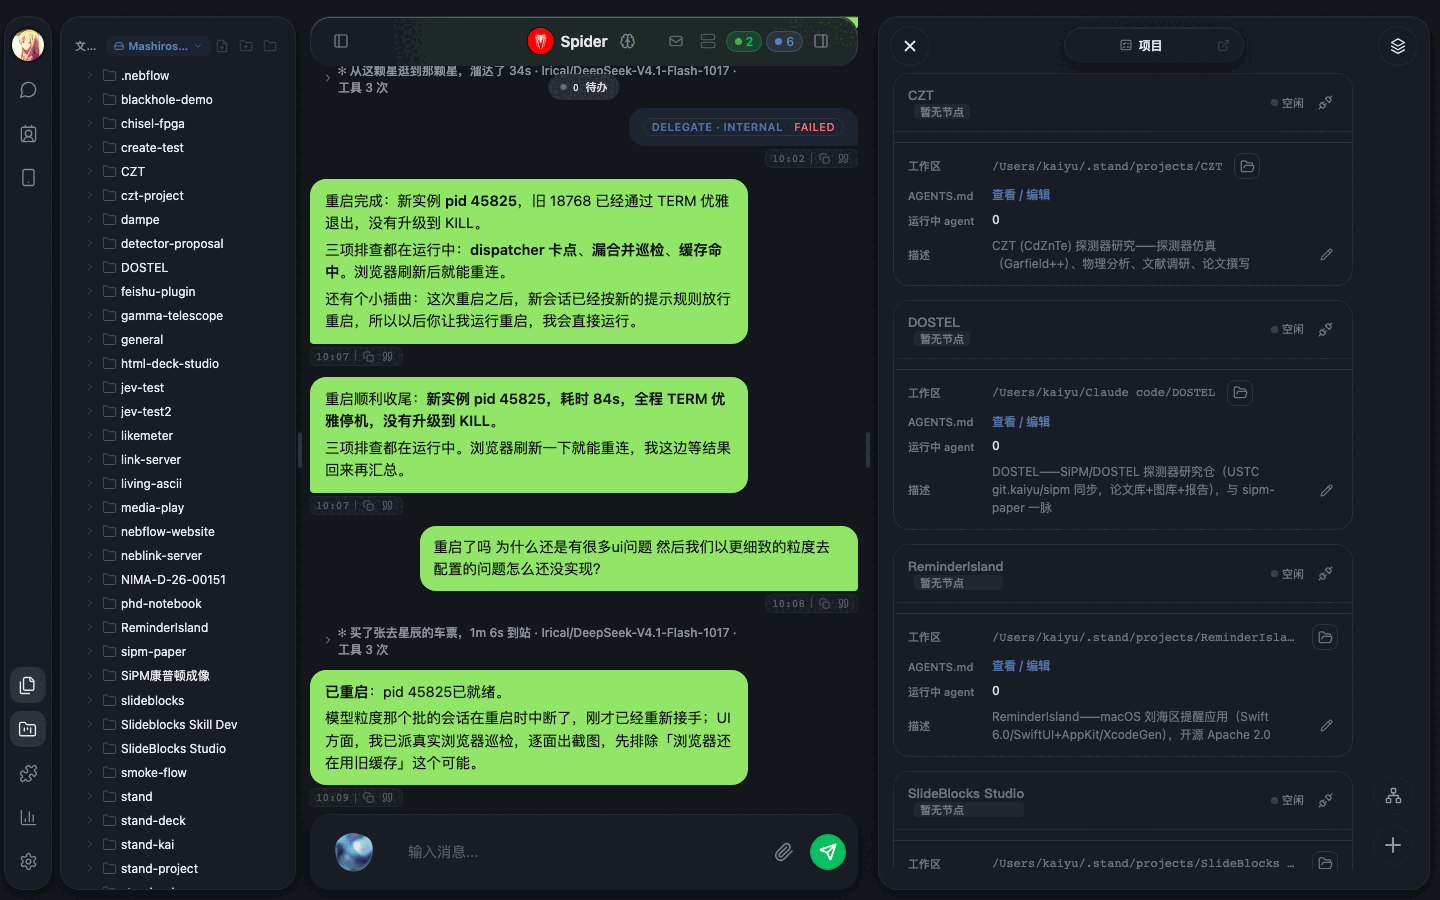 文...
Mashiros...
.nebflow
blackhole-demo
chisel-fpga
create-test
CZT
czt-project
dampe
detector-proposal
DOSTEL
feishu-plugin
gamma-telescope
general
html-deck-studio
jev-test
jev-test2
likemeter
link-server
living-ascii
media-play
nebflow-website
neblink-server
NIMA-D-26-00151
phd-notebook
ReminderIsland
sipm-paper
SiPM康普顿成像
slideblocks
Slideblocks Skill Dev
SlideBlocks Studio
smoke-flow
stand
stand-deck
stand-kai
stand-project
Spider
2
6
✻ 从这颗星逛到那颗星，溜达了 34s · lrical/DeepSeek-V4.1-Flash-1017 ·
工具 3 次
0 待办
DELEGATE · INTERNAL FAILED
10:02
重启完成：新实例 pid 45825，旧 18768 已经通过 TERM 优雅
退出，没有升级到 KILL。
三项排查都在运行中：dispatcher 卡点、漏合并巡检、缓存命
中。浏览器刷新后就能重连。
还有个小插曲：这次重启之后，新会话已经按新的提示规则放行
重启，所以以后你让我运行重启，我会直接运行。
10:07
重启顺利收尾：新实例 pid 45825，耗时 84s，全程 TERM 优
雅停机，没有升级到 KILL。
三项排查都在运行中。浏览器刷新一下就能重连，我这边等结果
回来再汇总。
10:07
重启了吗 为什么还是有很多ui问题 然后我们以更细致的粒度去
配置的问题怎么还没实现？
10:08
✻ 买了张去星辰的车票，1m 6s 到站 · lrical/DeepSeek-V4.1-Flash-1017 ·
工具 3 次
已重启：pid 45825已就绪。
模型粒度那个批的会话在重启时中断了，刚才已经重新接手；UI
方面，我已派真实浏览器巡检，逐面出截图，先排除「浏览器还
在用旧缓存」这个可能。
10:09
输入消息...
项目
CZT
暂无节点
空闲
工作区
/Users/kaiyu/.stand/projects/CZT
AGENTS.md
查看 / 编辑
运行中 agent
0
描述
CZT (CdZnTe) 探测器研究——探测器仿真
（Garfield++）、物理分析、文献调研、论文撰写
DOSTEL
暂无节点
空闲
工作区
/Users/kaiyu/Claude code/DOSTEL
AGENTS.md
查看 / 编辑
运行中 agent
0
描述
DOSTEL——SiPM/DOSTEL 探测器研究仓（USTC
git.kaiyu/sipm 同步，论文库+图库+报告），与 sipm-
paper 一脉
ReminderIsland
暂无节点
空闲
工作区
/Users/kaiyu/.stand/projects/ReminderIsla…
AGENTS.md
查看 / 编辑
运行中 agent
0
描述
ReminderIsland——macOS 刘海区提醒应用（Swift
6.0/SwiftUI+AppKit/XcodeGen），开源 Apache 2.0
SlideBlocks Studio
暂无节点
空闲
工作区
/Users/kaiyu/.stand/projects/SlideBlocks …